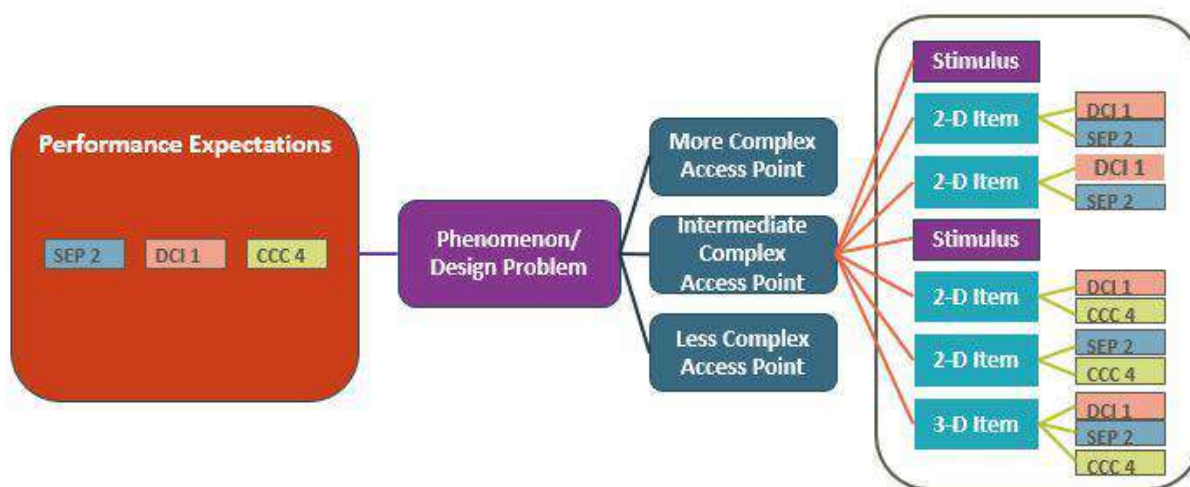 Performance Expectations
SEP 2
DCI 1
CCC 4
Phenomenon/
Design Problem
More Complex
Access Point
Intermediate
Complex
Access Point
Less Complex
Access Point
Stimulus
2-D Item
DCI 1
SEP 2
2-D Item
DCI 1
SEP 2
Stimulus
2-D Item
DCI 1
CCC 4
2-D Item
SEP 2
CCC 4
3-D Item
DCI 1
SEP 2
CCC 4